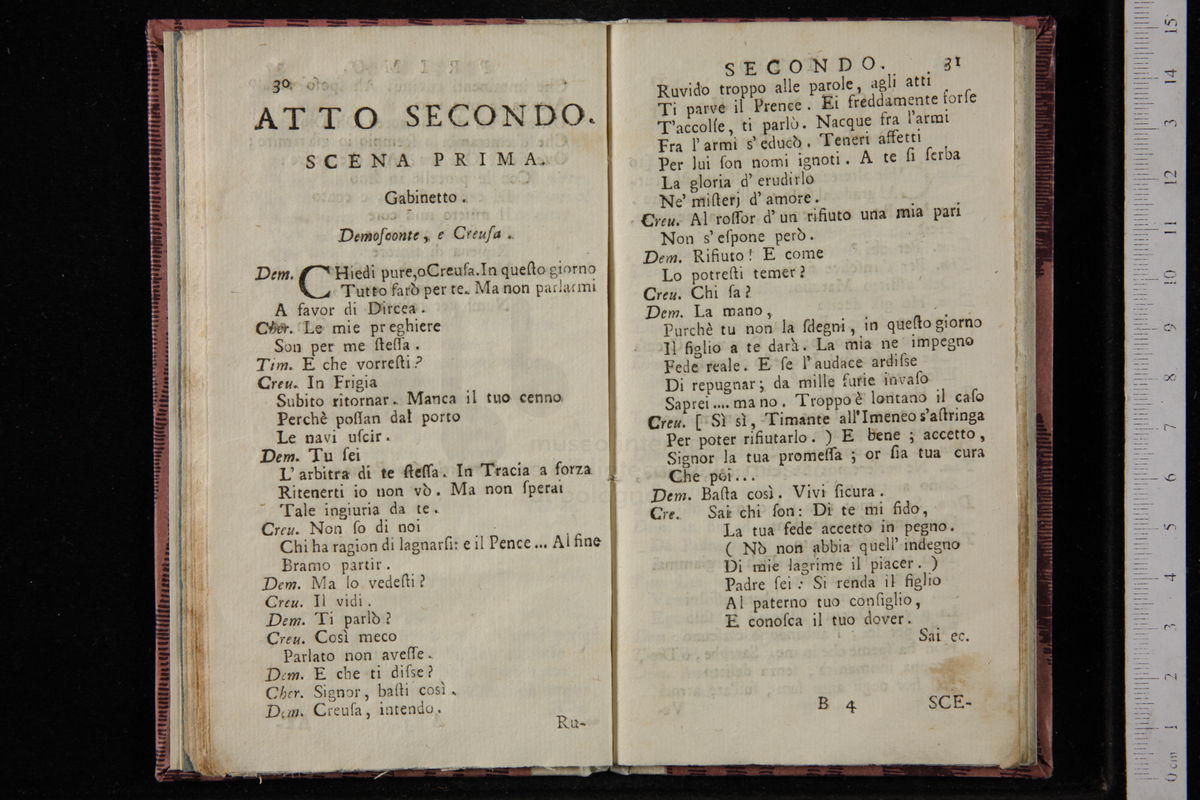 30
ATTO SECONDO.
SCENA PRIMA.
Gabinetto.
Demofoonte, e Creuſa.
Dem. CHiedi pure, o Creuſa. In queſto giorno
Tutto farò per te. Ma non parlarmi
A favor di Dircea.
Cher. Le mie preghiere
Son per me ſteſſa.
Tim. E che vorreſti?
Creu. In Frigia
Subito ritornar. Manca il tuo cenno
Perchè poſſan dal porto
Le navi uſcir.
Dem. Tu ſei
L'arbitra di te ſteſſa. In Tracia a forza
Ritenerti io non vò. Ma non ſperai
Tale ingiuria da te.
Creu. Non ſo di noi
Chi ha ragion di lagnarſi: e il Pence... Al fine
Bramo partir.
Dem. Ma lo vedeſti?
Creu. Il vidi.
Dem. Ti parlò?
Creu. Così meco
Parlato non aveſſe.
Dem. E che ti diſse?
Cher. Signor, baſti così.
Dem. Creuſa, intendo.
Ru-
SECONDO. 31
Ruvido troppo alle parole, agli atti
Ti parve il Prence. Ei freddamente forſe
T'accolſe, ti parlò. Nacque fra l'armi
Fra l'armi s'educò. Teneri affetti
Per lui ſon nomi ignoti. A te ſi ſerba
La gloria d'erudirlo
Ne' miſterj d'amore.
Creu. Al roſſor d'un rifiuto una mia pari
Non s'eſpone però.
Dem. Rifiuto! E come
Lo potreſti temer?
Creu. Chi ſa?
Dem. La mano,
Purchè tu non la ſdegni, in queſto giorno
Il figlio a te darà. La mia ne impegno
Fede reale. E ſe l'audace ardiſse
Di repugnar; da mille furie invaſo
Saprei.... ma no. Troppo è lontano il caſo
Creu. [ Sì sì, Timante all'Imeneo s'aſtringa
Per poter rifiutarlo. ) E bene; accetto,
Signor la tua promeſſa; or ſia tua cura
Che poi...
Dem. Baſta così. Vivi ſicura.
Cre. Sai chi ſon: Di te mi fido,
La tua fede accetto in pegno.
( Nò non abbia quell'indegno
Di mie lagrime il piacer. )
Padre ſei: Si renda il figlio
Al paterno tuo conſiglio,
E conoſca il tuo dover.
Sai ec.
B 4 SCE-